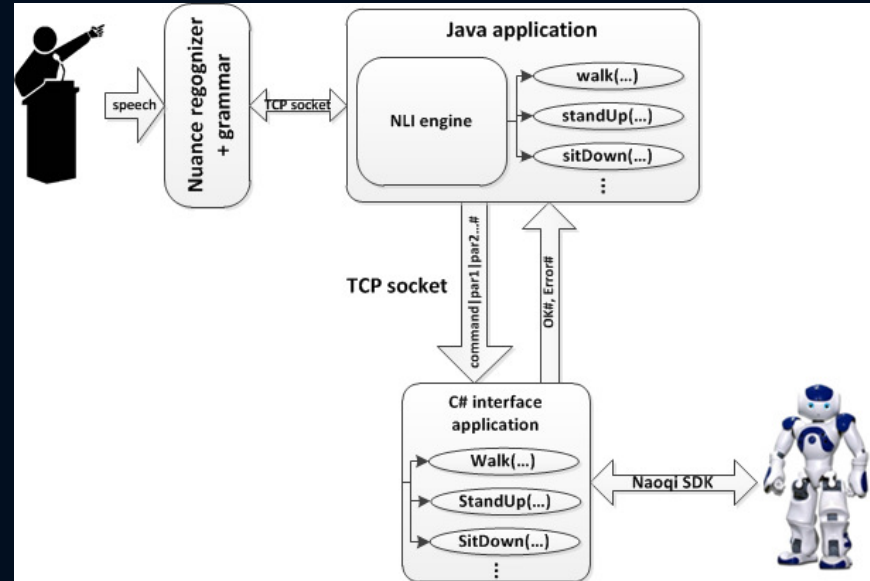 speech
Nuance regognizer
+ grammar
TCP socket
Java application
NLI engine
walk(...)
standUp(...)
sitDown(...)
⋮
TCP socket
command|par1|par2...#
OK#, Error#
C# interface
application
Walk(...)
StandUp(...)
SitDown(...)
⋮
Naoqi SDK